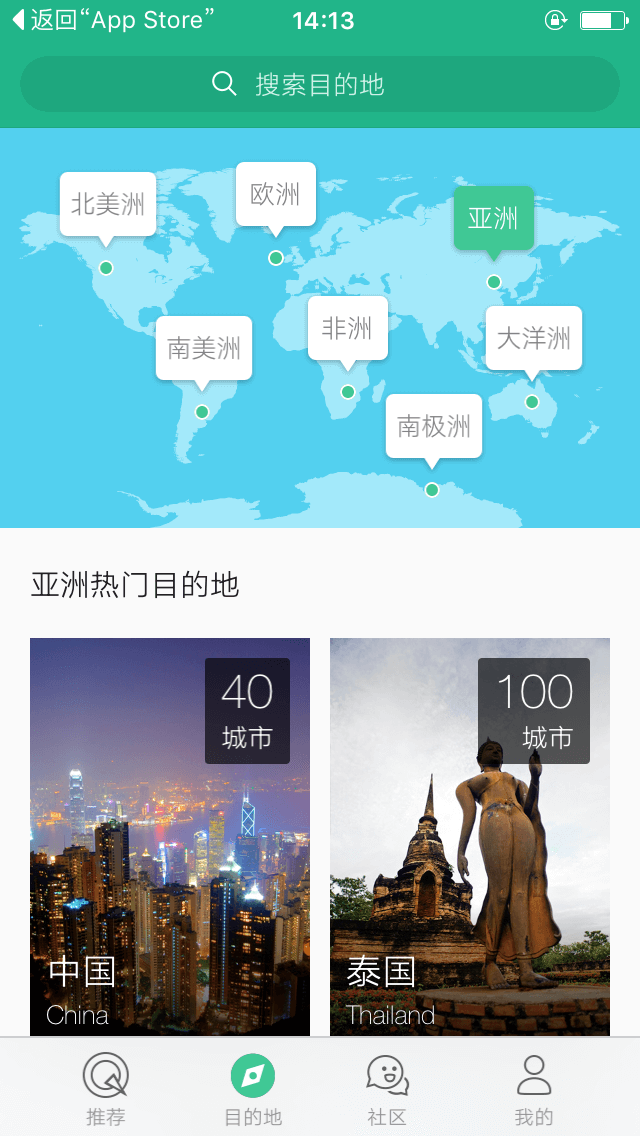 返回“App Store”
14:13
搜索目的地
北美洲
欧洲
亚洲
南美洲
非洲
大洋洲
南极洲
亚洲热门目的地
40
城市
中国
China
100
城市
泰国
Thailand
推荐
目的地
社区
我的